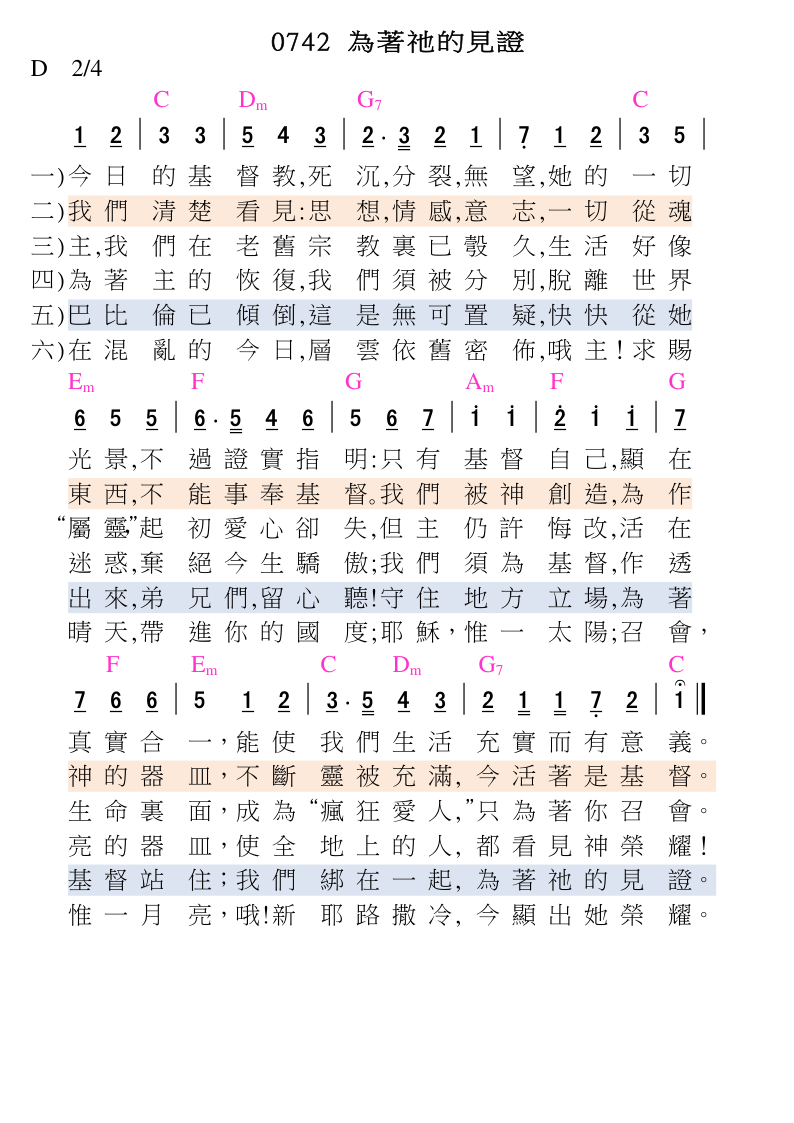 0742 為著祂的見證
D 2/4
C Dm G7 C
1 2 | 3 3 | 5 4 3 | 2 . 3 2 1 | 7 1 2 | 3 5 |
一)今日的基督教,死沉,分裂,無望,她的一切
二)我們清楚看見:思想,情感,意志,一切從魂
三)主,我們在老舊宗教裏已彀久,生活好像
四)為著主的恢復,我們須被分別,脫離世界
五)巴比倫已傾倒,這是無可置疑,快快從她
六)在混亂的今日,層雲依舊密佈,哦主!求賜
Em F G Am F G
6 5 5 | 6 . 5 4 6 | 5 6 7 | 1 1 | 2 1 1 | 7
光景,不過證實指明:只有基督自己,顯在
東西,不能事奉基督。我們被神創造,為作
“屬靈,”起初愛心卻失,但主仍許悔改,活在
迷惑,棄絕今生驕傲;我們須為基督,作透
出來,弟兄們,留心聽!守住地方立場,為著
晴天,帶進你的國度;耶穌,惟一太陽;召會,
F Em C Dm G7 C
7 6 6 | 5 1 2 | 3 . 5 4 3 | 2 1 1 7 2 | 1 ||
真實合一,能使我們生活充實而有意義。
神的器皿,不斷靈被充滿,今活著是基督。
生命裏面,成為“瘋狂愛人,”只為著你召會。
亮的器皿,使全地上的人,都看見神榮耀!
基督站住;我們綁在一起,為著祂的見證。
惟一月亮,哦!新耶路撒冷,今顯出她榮耀。